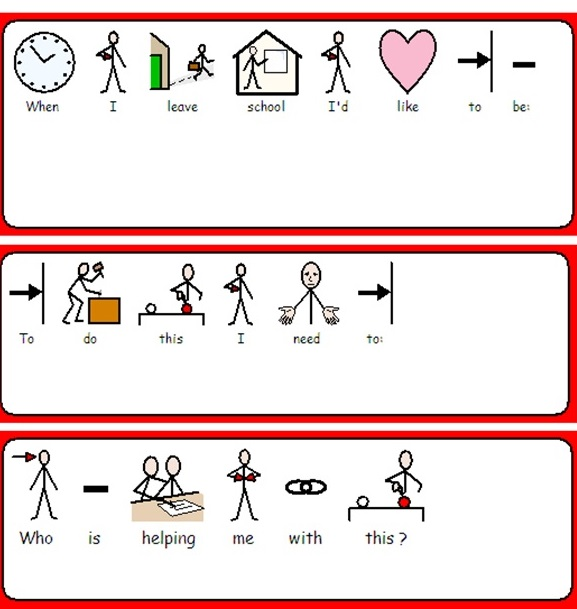 When I leave school I'd like to be:
To do this I need to:
Who is helping me with this ?